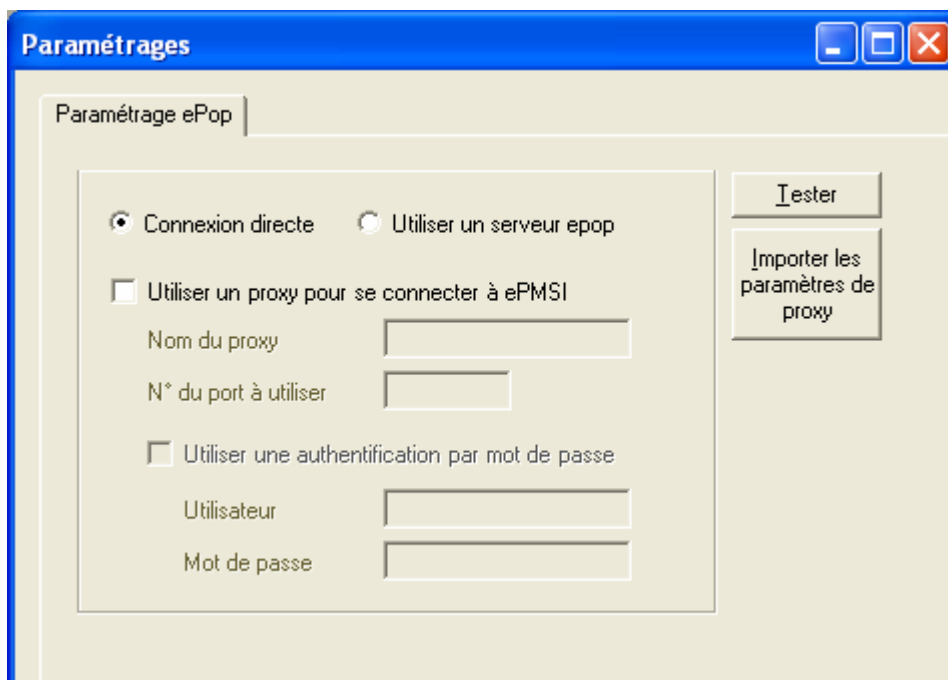 Paramétrages
Paramétrage ePop
Connexion directe
Utiliser un serveur epop
Tester
Importer les
paramètres de
proxy
Utiliser un proxy pour se connecter à ePMSI
Nom du proxy
N° du port à utiliser
Utiliser une authentification par mot de passe
Utilisateur
Mot de passe